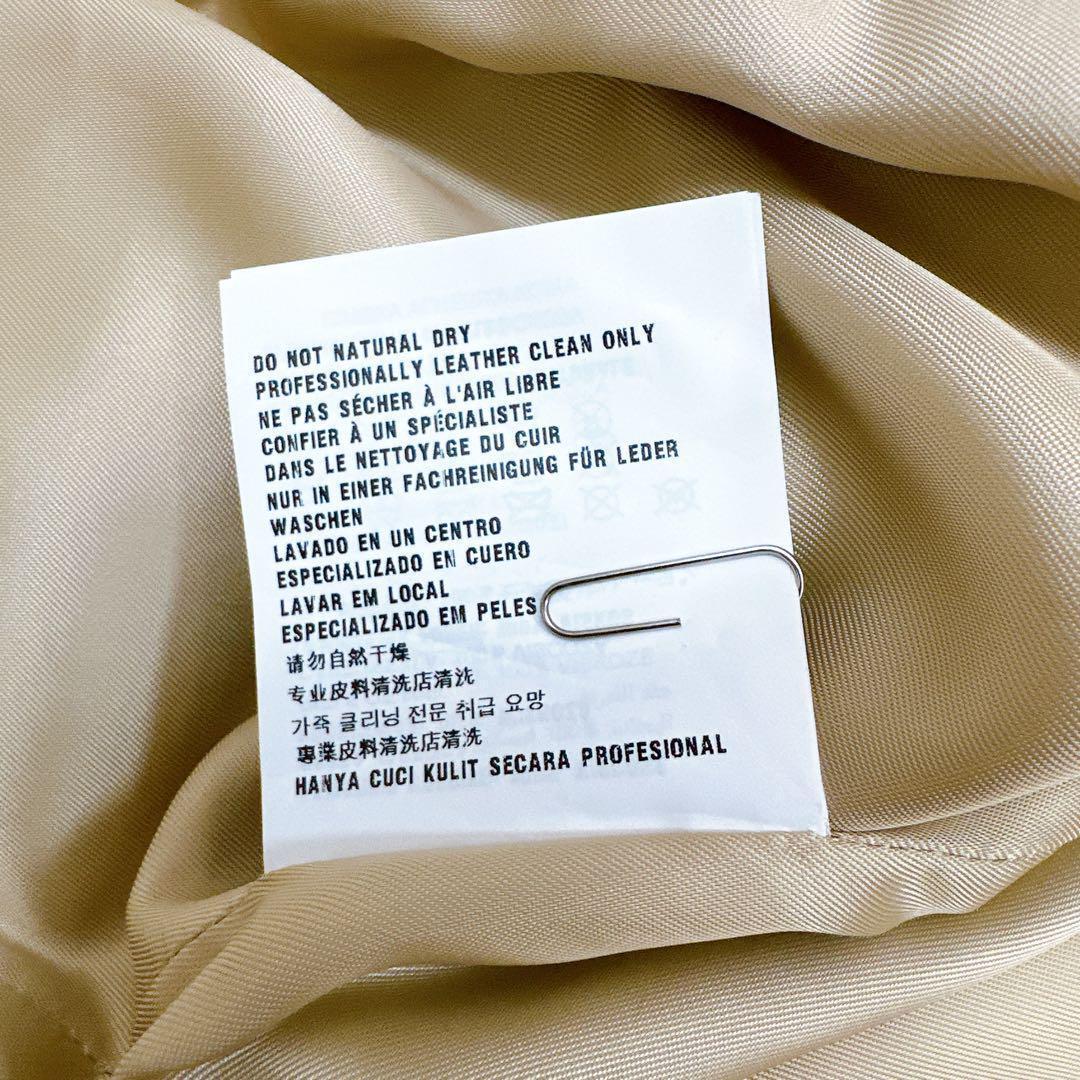 DO NOT NATURAL DRY
PROFESSIONALLY LEATHER CLEAN ONLY
NE PAS SÉCHER À L'AIR LIBRE
CONFIER À UN SPÉCIALISTE
DANS LE NETTOYAGE DU CUIR
NUR IN EINER FACHREINIGUNG FÜR LEDER
WASCHEN
LAVADO EN UN CENTRO
ESPECIALIZADO EN CUERO
LAVAR EM LOCAL
ESPECIALIZADO EM PELES
请勿自然干燥
专业皮料清洗店清洗
가죽 클리닝 전문 취급 요망
專業皮料清洗店清洗
HANYA CUCI KULIT SECARA PROFESIONAL